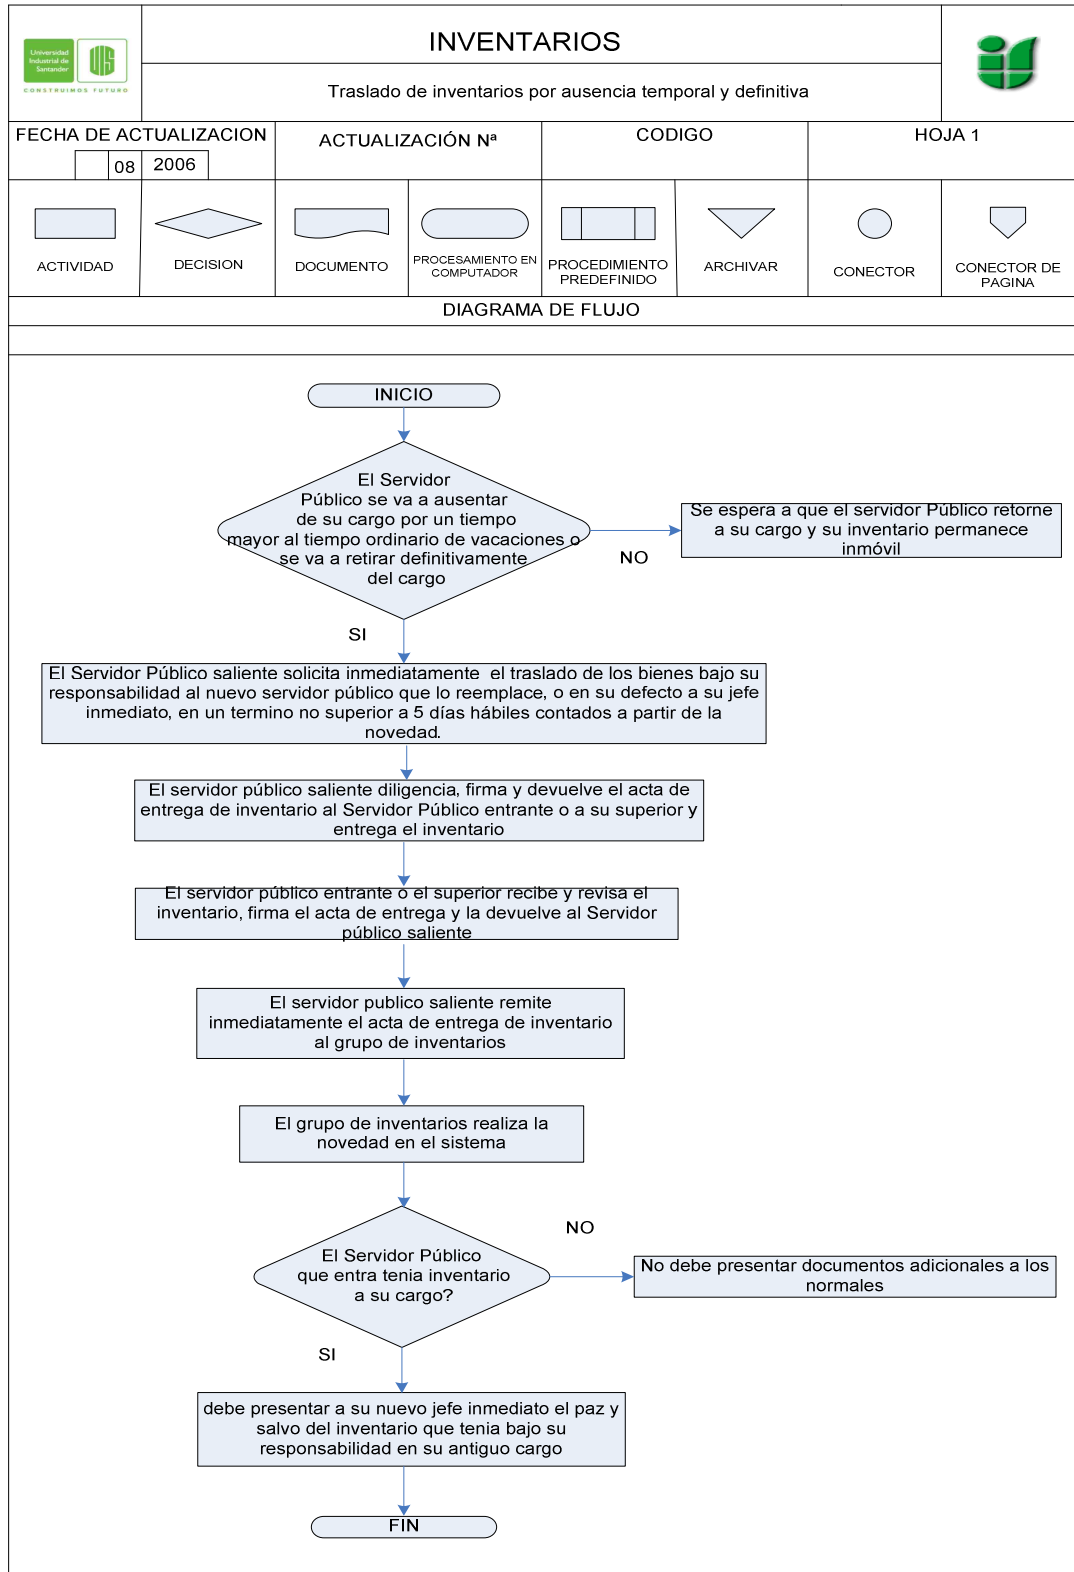 Universidad
Industrial de
Santander
UIS
CONSTRUIMOS FUTURO
INVENTARIOS
Traslado de inventarios por ausencia temporal y definitiva
FECHA DE ACTUALIZACION
08 2006
ACTUALIZACIÓN Nª
CODIGO
HOJA 1
ACTIVIDAD
DECISION
DOCUMENTO
PROCESAMIENTO EN
COMPUTADOR
PROCEDIMIENTO
PREDEFINIDO
ARCHIVAR
CONECTOR
CONECTOR DE
PAGINA
DIAGRAMA DE FLUJO
INICIO
El Servidor
Público se va a ausentar
de su cargo por un tiempo
mayor al tiempo ordinario de vacaciones o
se va a retirar definitivamente
del cargo
NO
Se espera a que el servidor Público retorne
a su cargo y su inventario permanece
inmóvil
SI
El Servidor Público saliente solicita inmediatamente el traslado de los bienes bajo su
responsabilidad al nuevo servidor público que lo reemplace, o en su defecto a su jefe
inmediato, en un termino no superior a 5 días hábiles contados a partir de la
novedad.
El servidor público saliente diligencia, firma y devuelve el acta de
entrega de inventario al Servidor Público entrante o a su superior y
entrega el inventario
El servidor público entrante o el superior recibe y revisa el
inventario, firma el acta de entrega y la devuelve al Servidor
público saliente
El servidor publico saliente remite
inmediatamente el acta de entrega de inventario
al grupo de inventarios
El grupo de inventarios realiza la
novedad en el sistema
El Servidor Público
que entra tenia inventario
a su cargo?
NO
No debe presentar documentos adicionales a los
normales
SI
debe presentar a su nuevo jefe inmediato el paz y
salvo del inventario que tenia bajo su
responsabilidad en su antiguo cargo
FIN